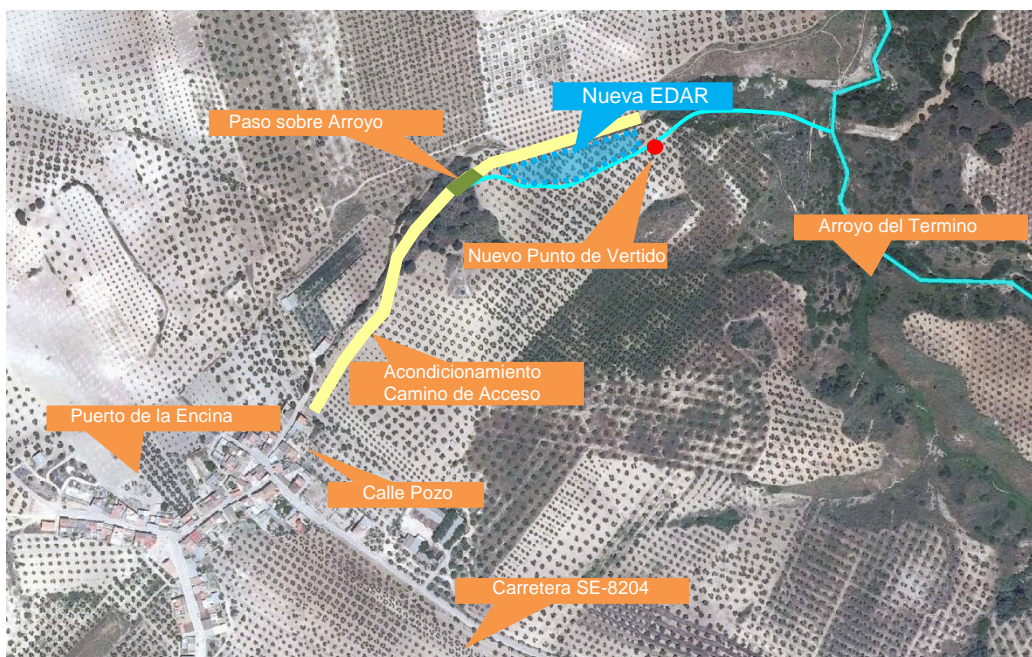 Nueva EDAR
Paso sobre Arroyo
Arroyo del Termino
Nuevo Punto de Vertido
Acondicionamiento
Camino de Acceso
Puerto de la Encina
Calle Pozo
Carretera SE-8204